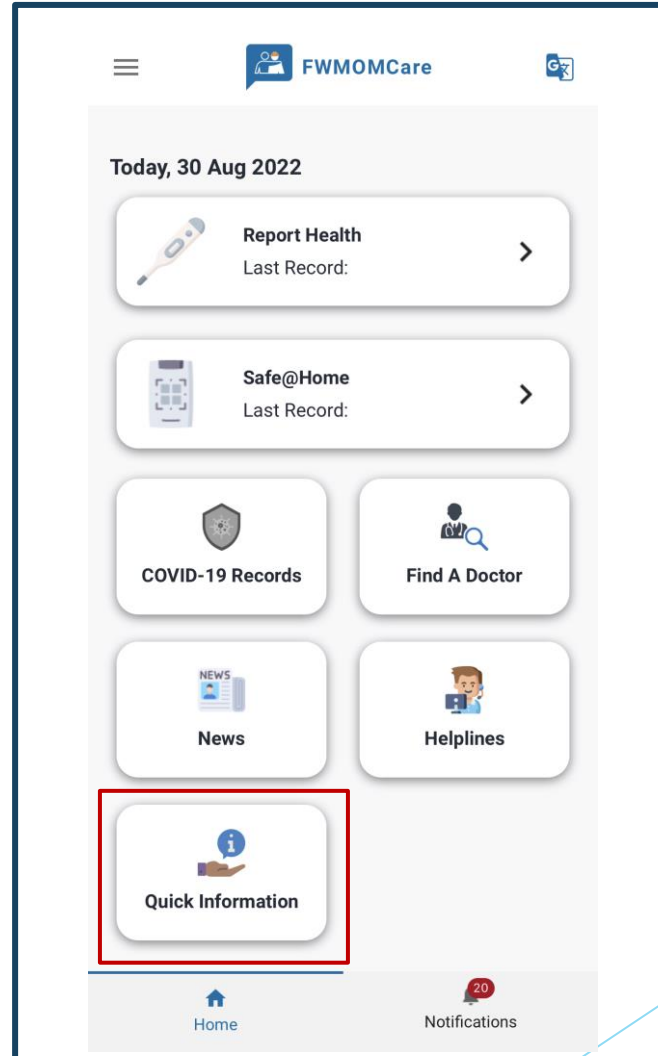 FWMOMCare
Today, 30 Aug 2022
Report Health
Last Record:
Safe@Home
Last Record:
COVID-19 Records
Find A Doctor
NEWS
News
Helplines
Quick Information
Home
20
Notifications